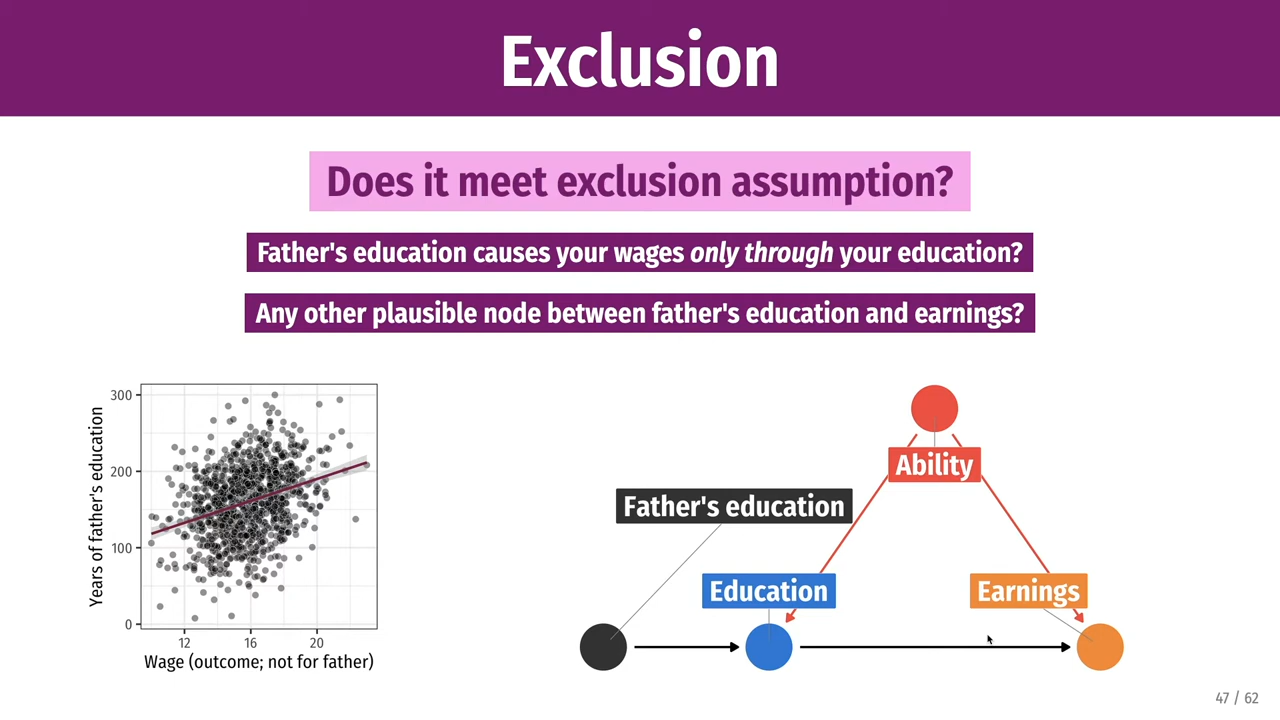 Exclusion
Does it meet exclusion assumption?
Father's education causes your wages only through your education?
Any other plausible node between father's education and earnings?
Years of father's education
300
200
100
0
12
16
20
Wage (outcome; not for father)
Ability
Father's education
Education
Earnings
47 / 62